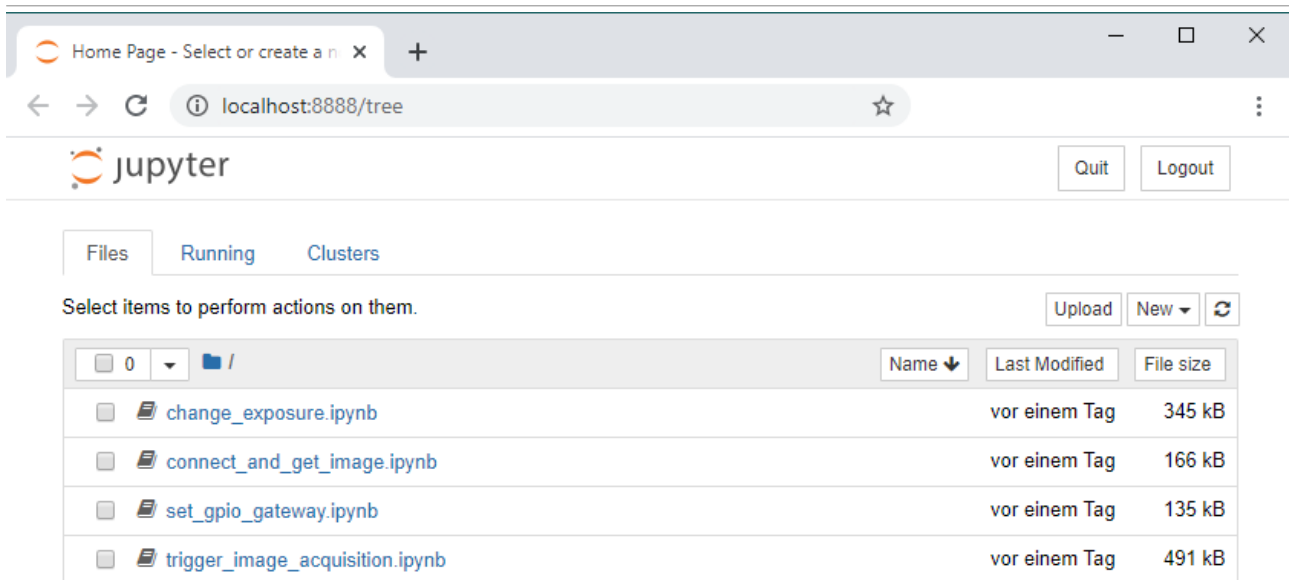 Home Page - Select or create a n
localhost:8888/tree
jupyter
Quit Logout
Files Running Clusters
Select items to perform actions on them.
Upload New
0 / Name Last Modified File size
change_exposure.ipynb vor einem Tag 345 kB
connect_and_get_image.ipynb vor einem Tag 166 kB
set_gpio_gateway.ipynb vor einem Tag 135 kB
trigger_image_acquisition.ipynb vor einem Tag 491 kB